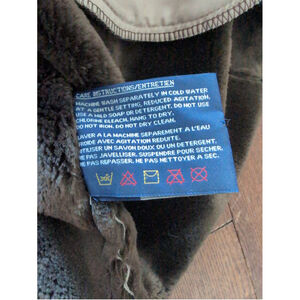 CARE INSTRUCTIONS/ENTRETIEN
MACHINE WASH SEPARATELY IN COLD WATER
AT A GENTLE SETTING, REDUCED AGITATION.
USE A MILD SOAP OR DETERGENT. DO NOT
CHLORINE BLEACH, HANG TO DRY.
DO NOT IRON, DO NOT DRY CLEAN.
LAVER A LA MACHINE SEPAREMENT A L'EAU
FROIDE AVEC AGITATION REDUITE.
UTILISER UN SAVON DOUX OU UN DETERGENT.
NE PAS JAVELLISER. SUSPENDRE POUR SECHER.
NE PAS REPASSER. NE PAS NETTOYER A SEC.